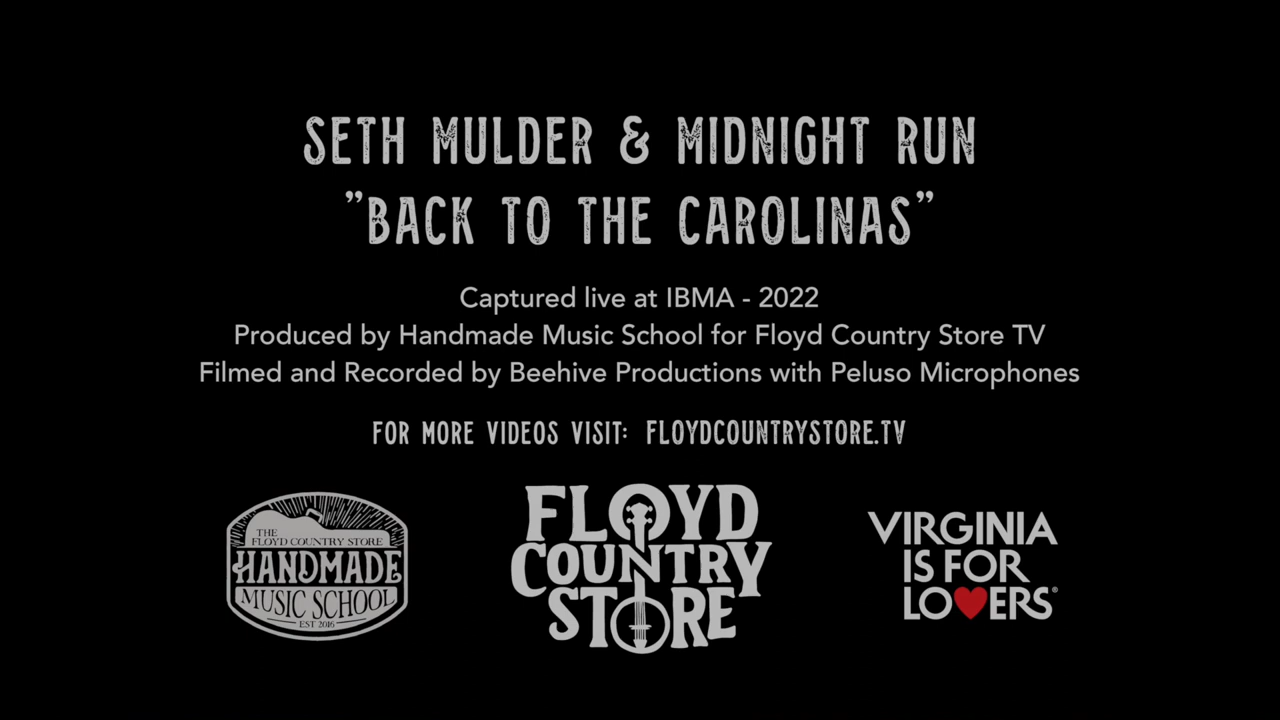 SETH MULDER & MIDNIGHT RUN
"BACK TO THE CAROLINAS"
Captured live at IBMA - 2022
Produced by Handmade Music School for Floyd Country Store TV
Filmed and Recorded by Beehive Productions with Peluso Microphones
FOR MORE VIDEOS VISIT: FLOYDCOUNTRYSTORE.TV
THE
FLOYD COUNTRY STORE
HANDMADE
MUSIC SCHOOL
EST 2016
FLOYD
COUNTRY
STORE
VIRGINIA
IS FOR
LOVERS®